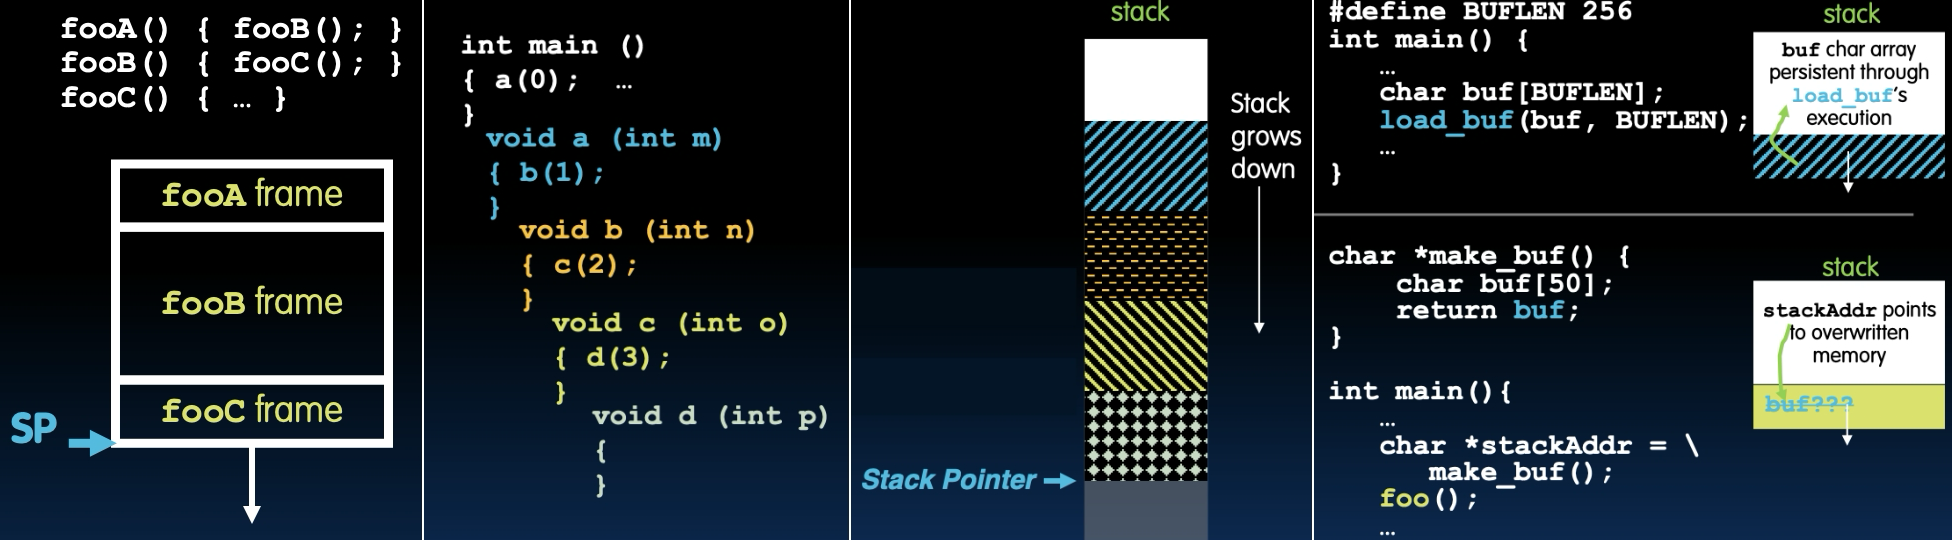 fooA() { fooB(); }
fooB() { fooC(); }
fooC() { … }
fooA frame
fooB frame
fooC frame
SP
int main ()
{ a(0); …
}
void a (int m)
{ b(1);
}
void b (int n)
{ c(2);
}
void c (int o)
{ d(3);
}
void d (int p)
{
}
stack
Stack
grows
down
Stack Pointer
#define BUFLEN 256
int main() {
…
char buf[BUFLEN];
load_buf(buf, BUFLEN);
…
}
stack
buf char array
persistent through
load_buf's
execution
char *make_buf() {
char buf[50];
return buf;
}
int main(){
…
char *stackAddr = \
make_buf();
foo();
…
stack
stackAddr points
to overwritten
memory
buf???